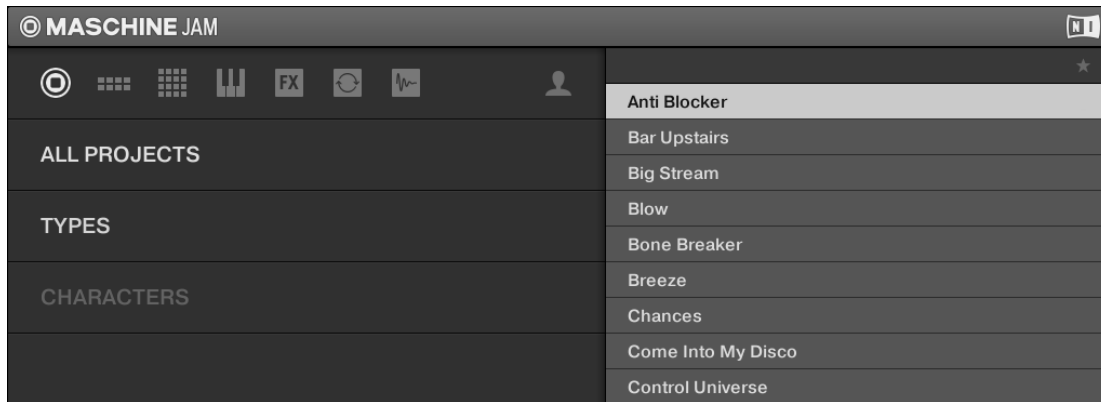 MASCHINE JAM
NI
FX
ALL PROJECTS
TYPES
CHARACTERS
Anti Blocker
Bar Upstairs
Big Stream
Blow
Bone Breaker
Breeze
Chances
Come Into My Disco
Control Universe